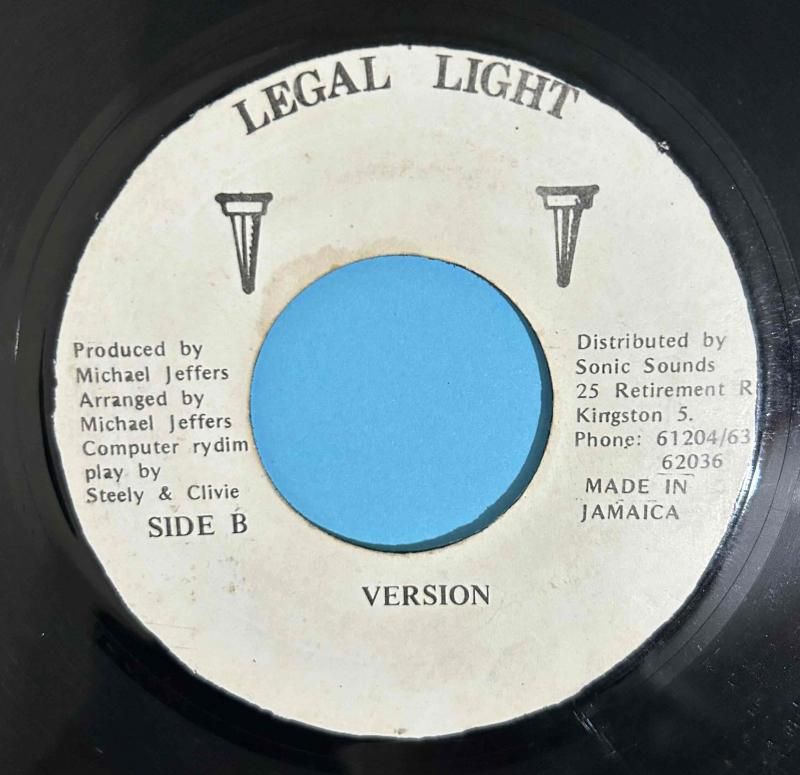 LEGAL LIGHT
Produced by
Michael Jeffers
Arranged by
Michael Jeffers
Computer rydim
play by
Steely & Clivie
SIDE B
Distributed by
Sonic Sounds
25 Retirement R
Kingston 5.
Phone: 61204/63
62036
MADE IN
JAMAICA
VERSION